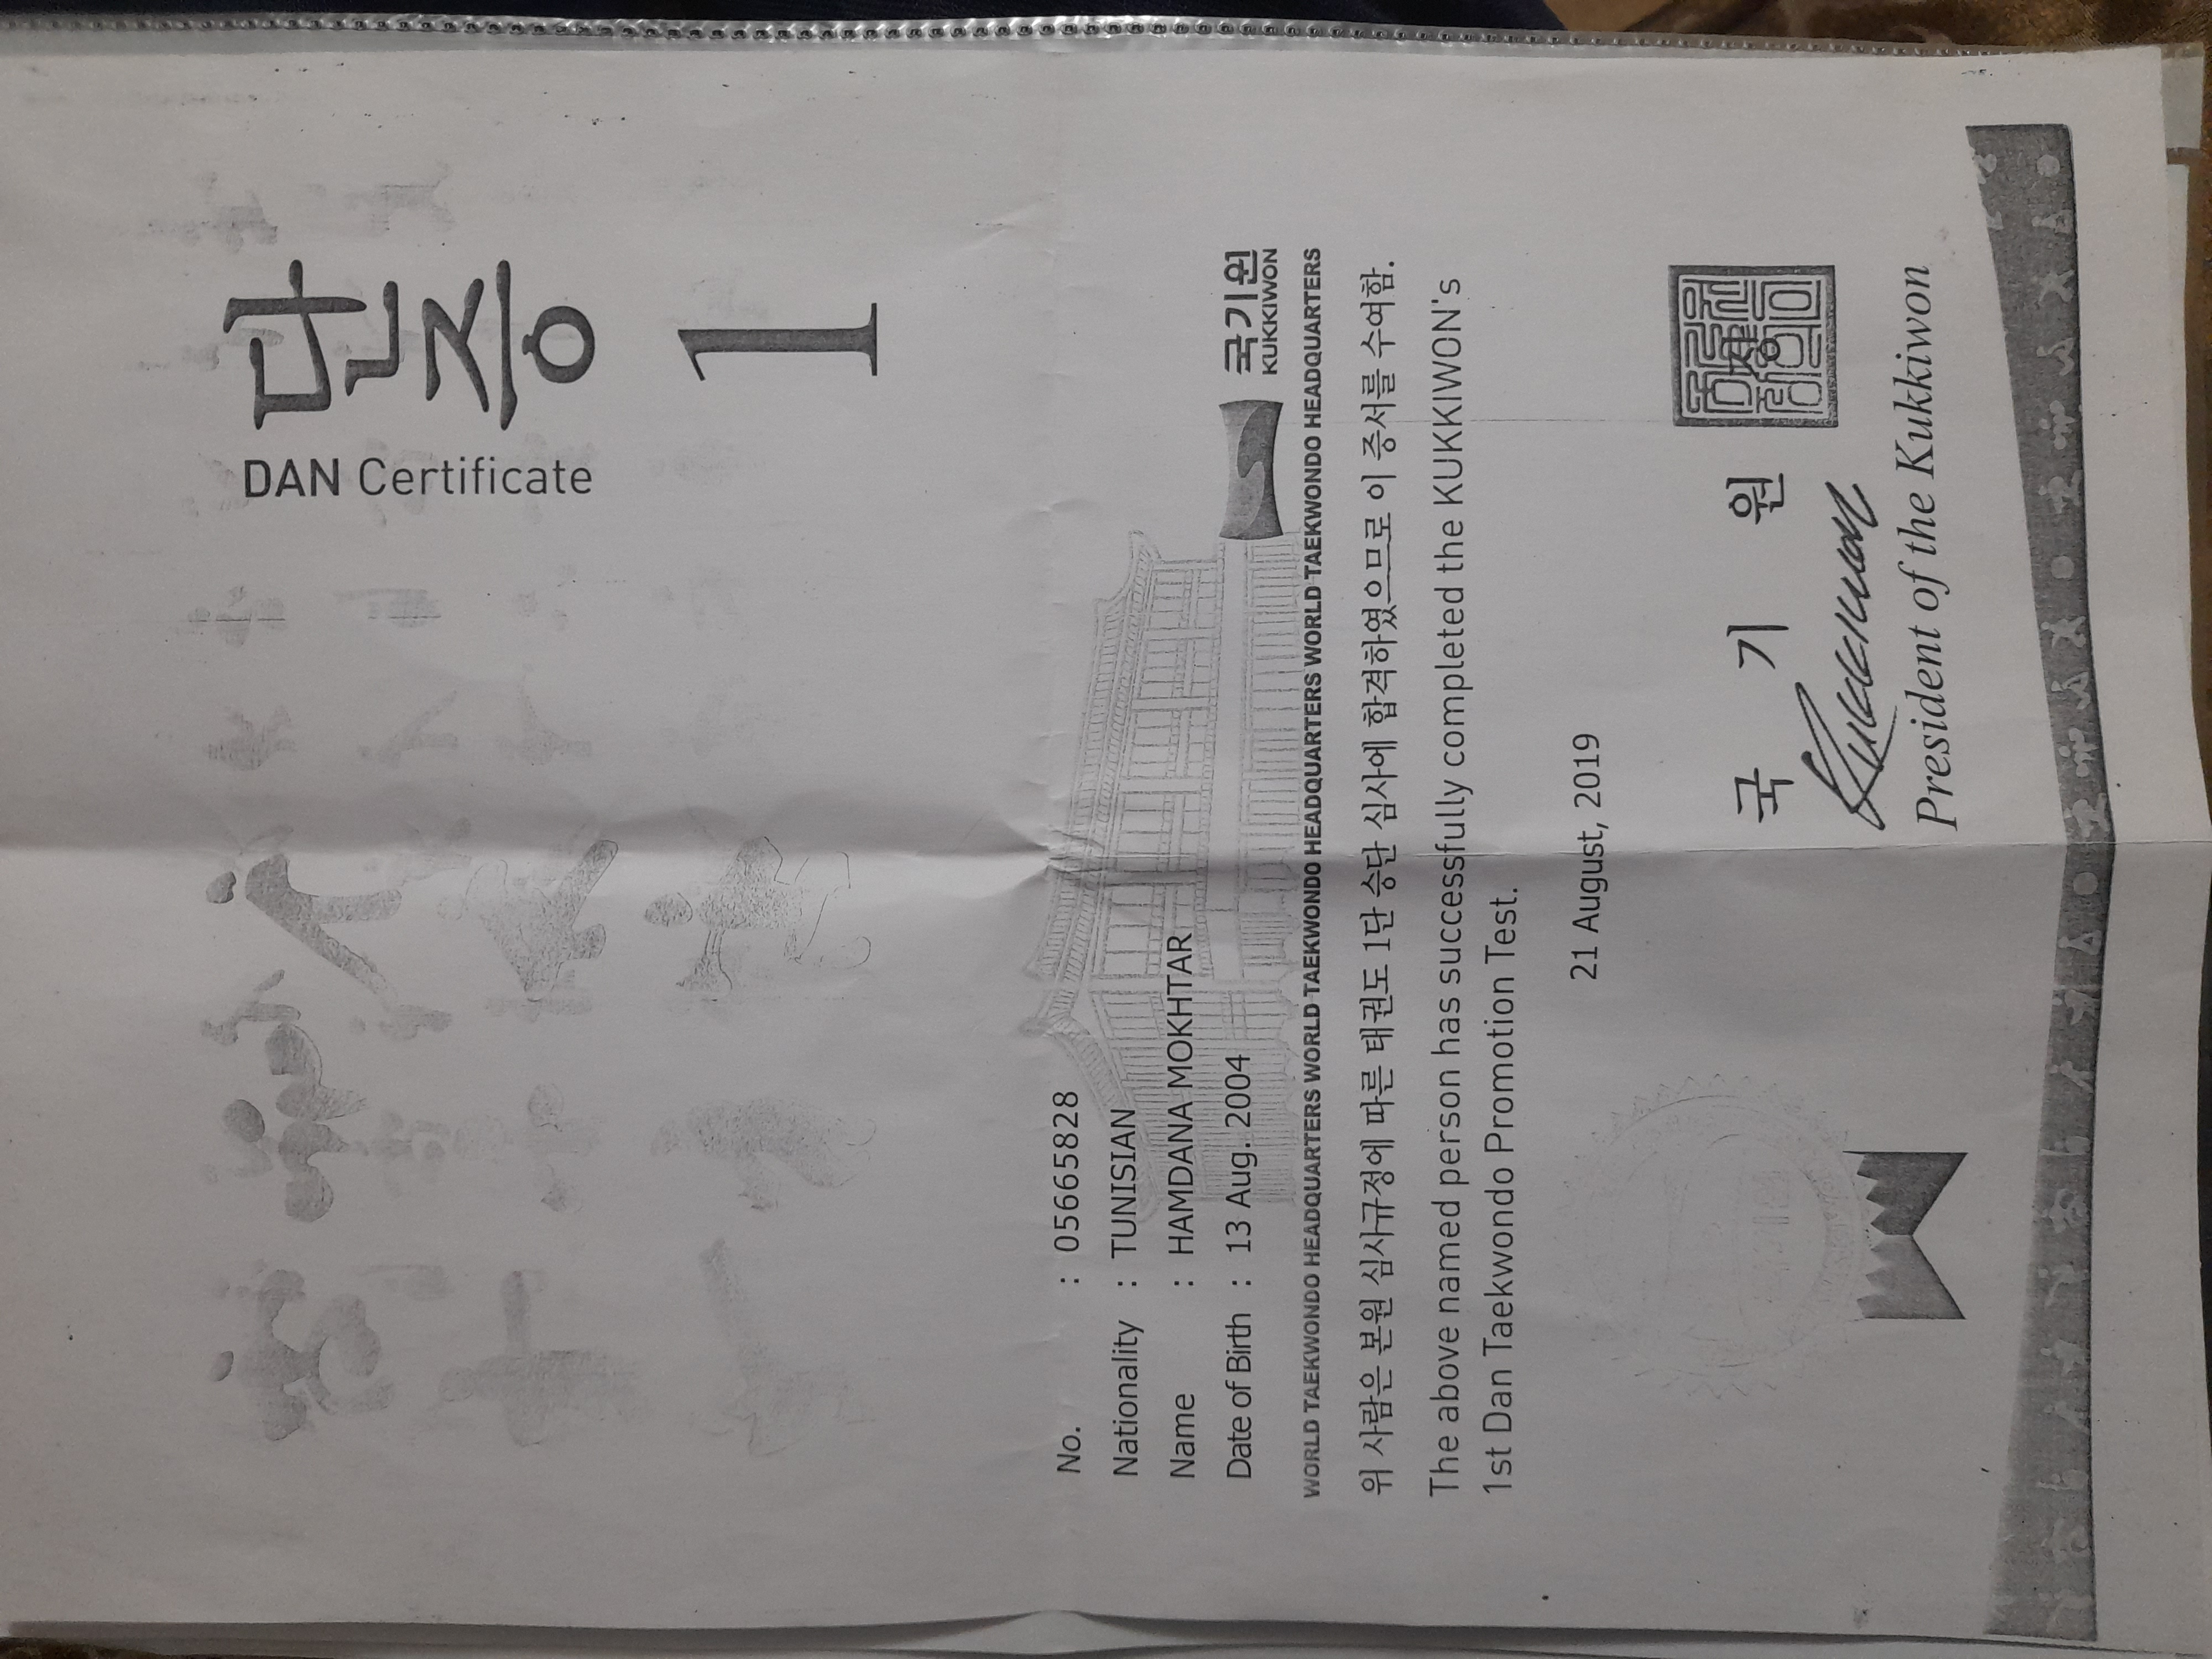 단증
DAN Certificate
1
No. : 05665828
Nationality : TUNISIAN
Name : HAMDANA MOKHTAR
Date of Birth : 13 Aug. 2004
국기원
KUKKIWON
WORLD TAEKWONDO HEADQUARTERS WORLD TAEKWONDO HEADQUARTERS WORLD TAEKWONDO HEADQUARTERS WORLD TAEKWONDO HEADQUARTERS
위 사람은 본원 심사규정에 따른 태권도 1단 승단 심사에 합격하였으므로 이 증서를 수여함.
The above named person has successfully completed the KUKKIWON's
1st Dan Taekwondo Promotion Test.
21 August, 2019
국 기 원
President of the Kukkiwon